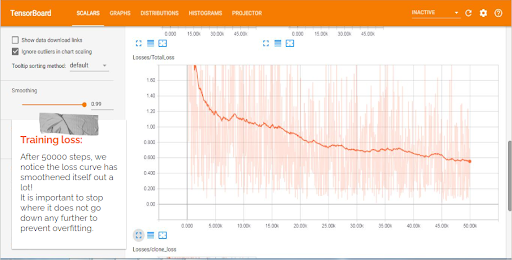 TensorBoard SCALARS GRAPHS DISTRIBUTIONS HISTOGRAMS PROJECTOR INACTIVE
Show data download links
Ignore outliers in chart scaling
Tooltip sorting method: default
Smoothing
0.99
Training loss:
After 50000 steps, we
notice the loss curve has
smoothened itself out a
lot!
It is important to stop
where it does not go
down any further to
prevent overfitting.
0.000 15.00k 30.00k 45.00k 0.000 15.00k 30.00k 45.00k
Losses/TotalLoss
1.80
1.60
1.40
1.20
1.00
0.800
0.600
0.400
0.200
0.00
0.000 5.000k 10.00k 15.00k 20.00k 25.00k 30.00k 35.00k 40.00k 45.00k 50.00k
Losses/clone_loss